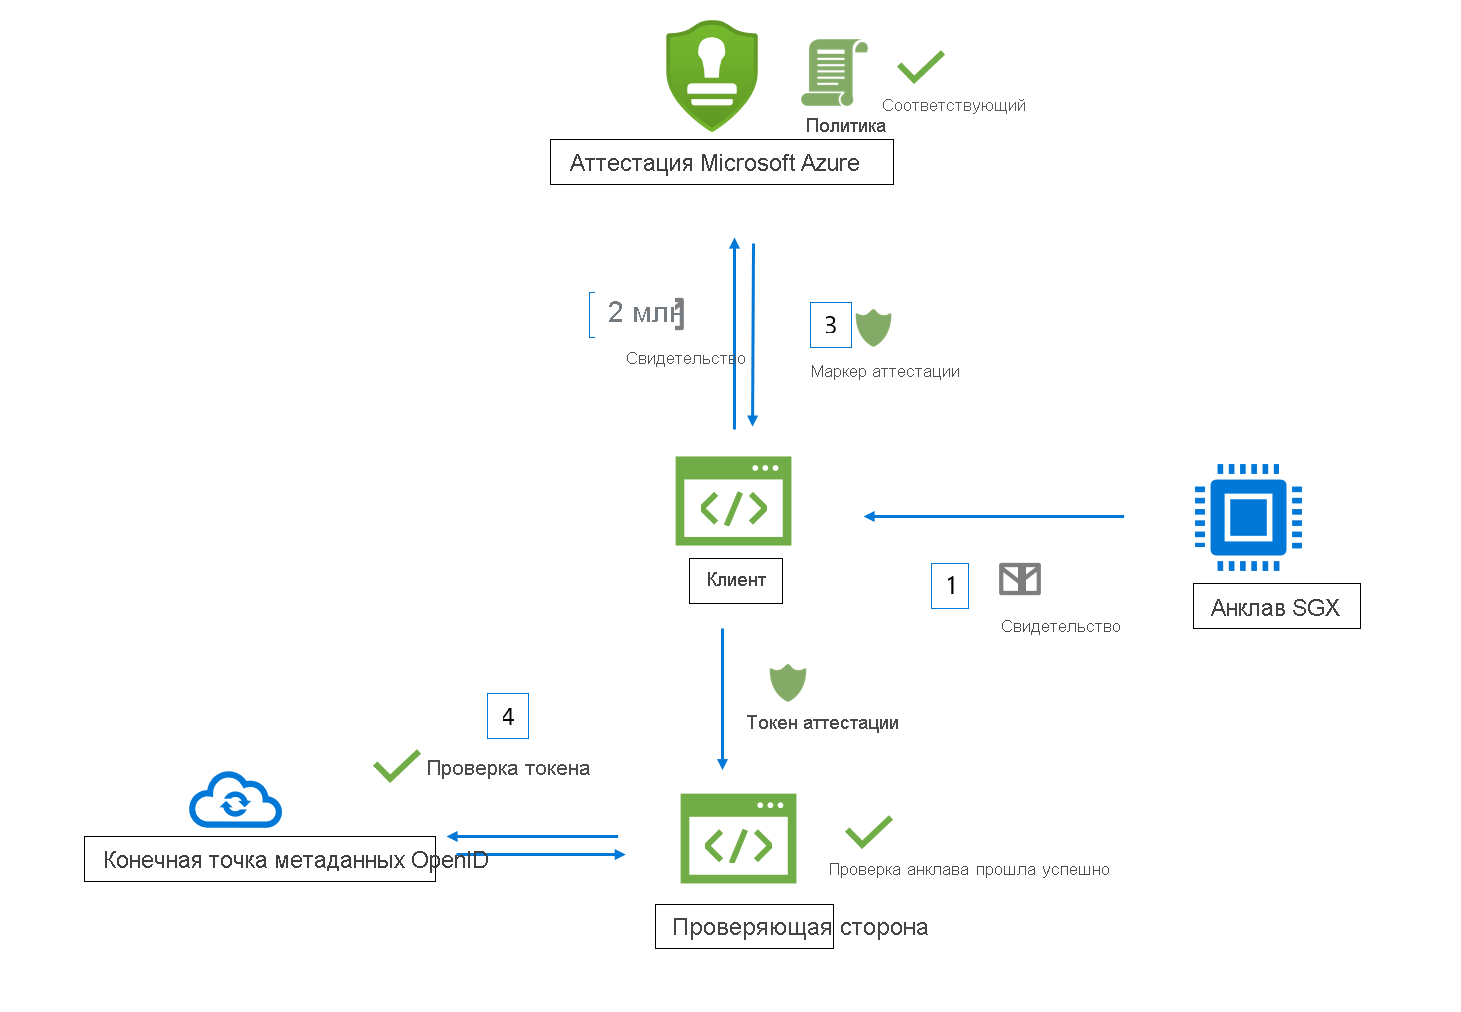 Соответствующий
Политика
Аттестация Microsoft Azure
2 млн
3
Свидетельство
Маркер аттестации
Клиент
1
Анклав SGX
Свидетельство
4
Токен аттестации
Проверка токена
Конечная точка метаданных OpenID
Проверка анклава прошла успешно
Проверяющая сторона